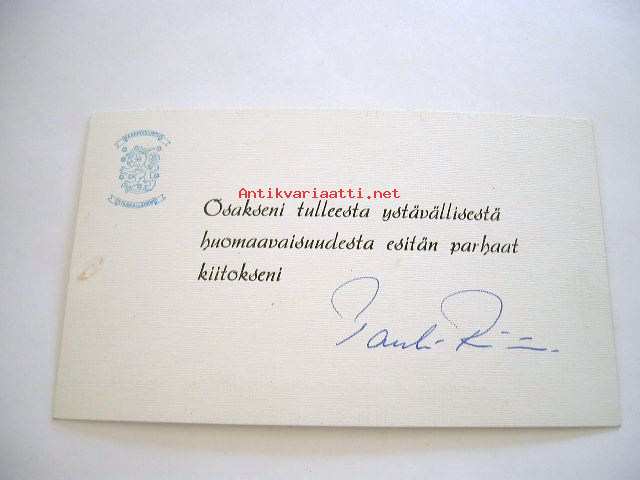 Antikvariaatti.net
Osakseni tulleesta ystävällisestä
huomaavaisuudesta esitän parhaat
kiitokseni